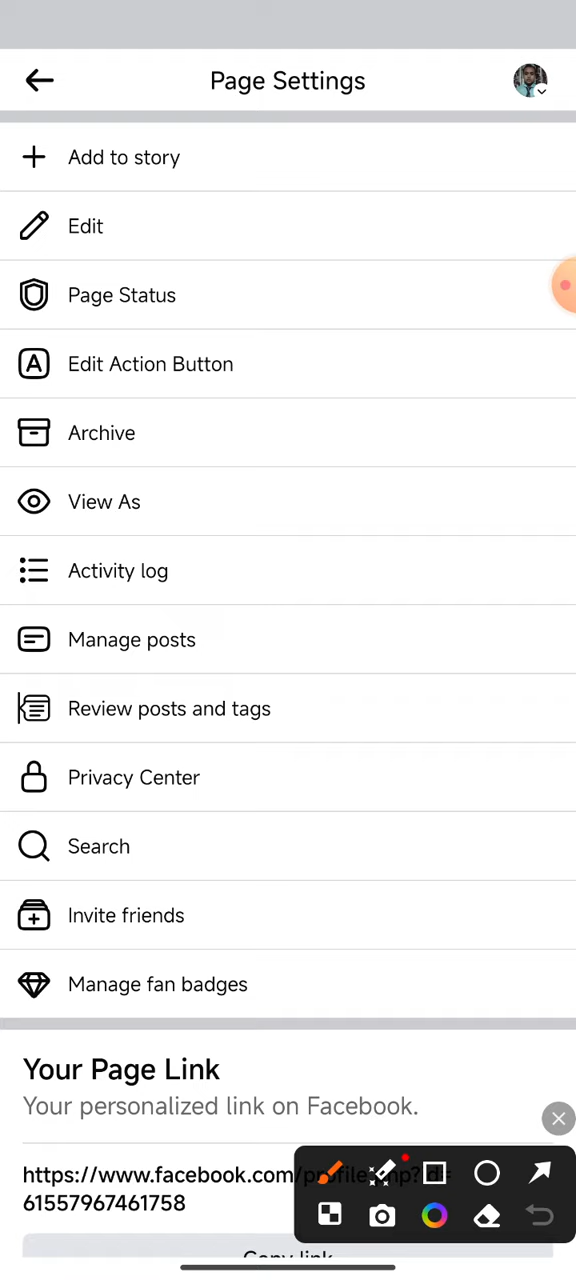 Page Settings
Add to story
Edit
Page Status
Edit Action Button
Archive
View As
Activity log
Manage posts
Review posts and tags
Privacy Center
Search
Invite friends
Manage fan badges
Your Page Link
Your personalized link on Facebook.
https://www.facebook.com/profile.php?id=
61557967461758
Copy link